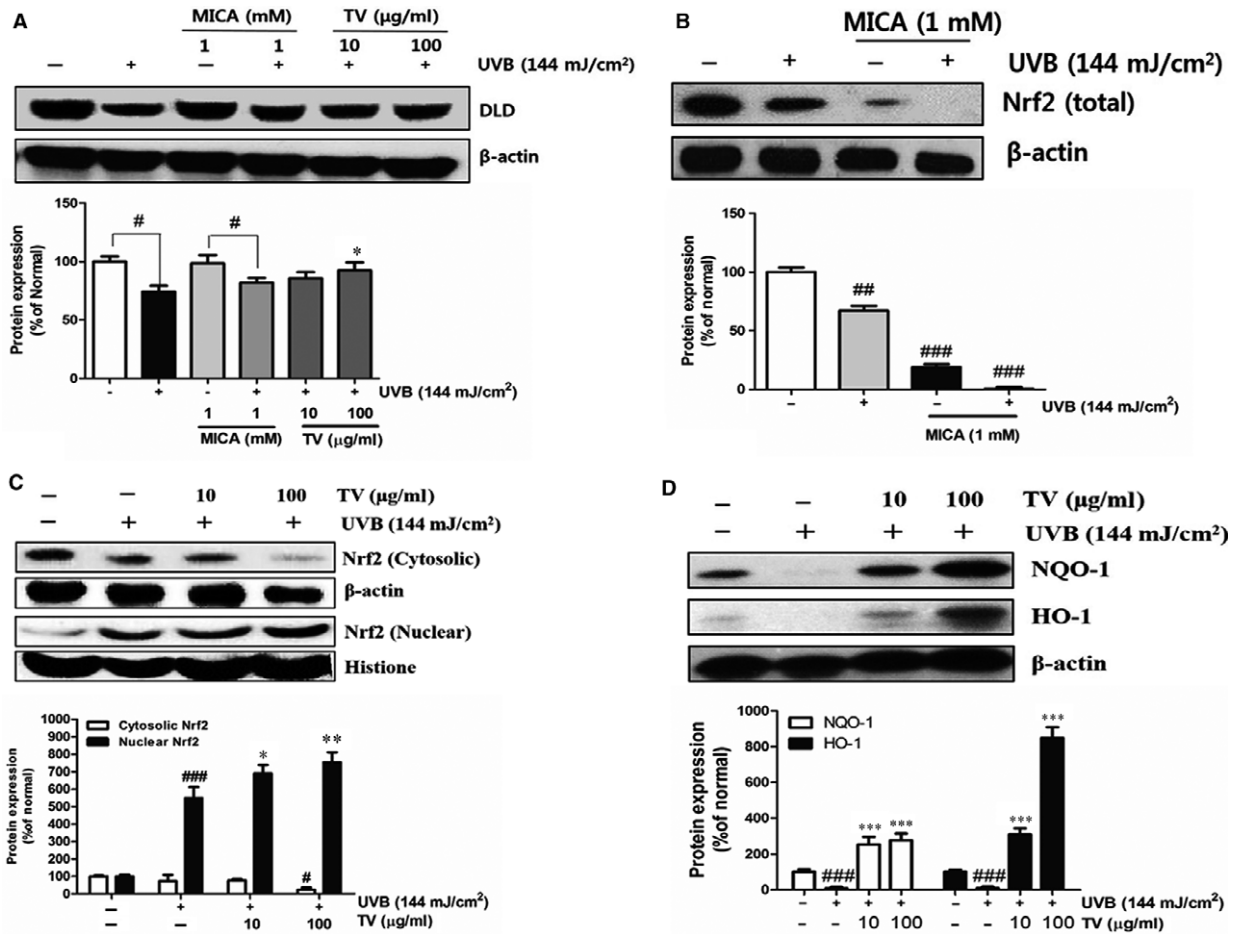 A
MICA (mM) TV (μg/ml)
1 1 10 100
– + – + + + UVB (144 mJ/cm²)
DLD
β-actin
150
100
50
0
Protein expression
(% of Normal)
# # *
- + - + + + UVB (144 mJ/cm²)
1 1 10 100
MICA (mM) TV (μg/ml)
B
MICA (1 mM)
– + – + UVB (144 mJ/cm²)
Nrf2 (total)
β-actin
150
100
50
0
Protein expression
(% of normal)
## ### ###
– + – + UVB (144 mJ/cm²)
MICA (1 mM)
C
– – 10 100 TV (μg/ml)
– + + + UVB (144 mJ/cm²)
Nrf2 (Cytosolic)
β-actin
Nrf2 (Nuclear)
Histione
1000
900
800
700
600
500
400
300
200
100
0
Protein expression
(%of normal)
Cytosolic Nrf2
Nuclear Nrf2
### * # **
– + + + UVB (144 mJ/cm²)
– – 10 100 TV (μg/ml)
D
– – 10 100 TV (μg/ml)
– + + + UVB (144 mJ/cm²)
NQO-1
HO-1
β-actin
1000
800
600
400
200
0
Protein expression
(%of normal)
NQO-1
HO-1
### *** *** ### *** ***
- + + + - + + + UVB (144 mJ/cm²)
- - 10 100 - - 10 100 TV (μg/ml)